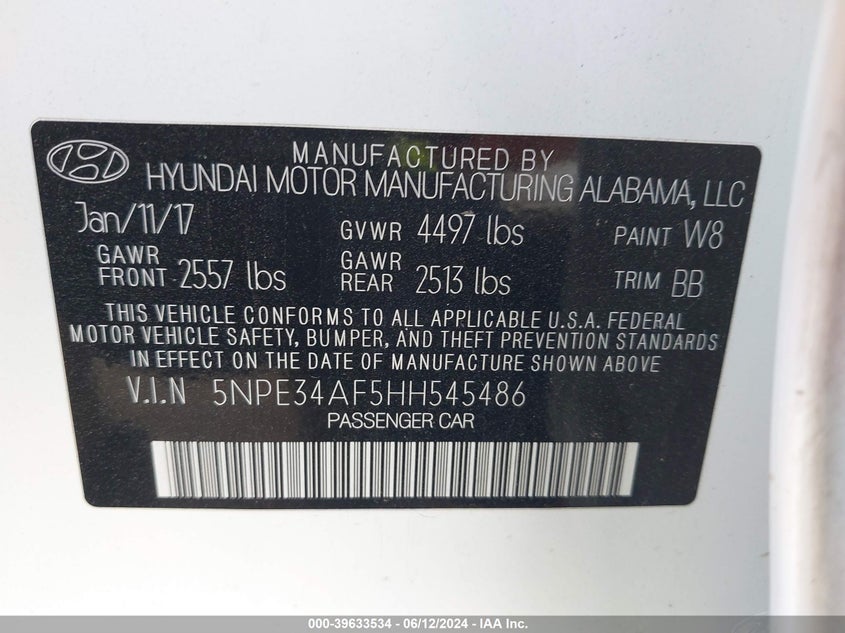 MANUFACTURED BY
HYUNDAI MOTOR MANUFACTURING ALABAMA, LLC
Jan/11/17 GVWR 4497 lbs PAINT W8
GAWR FRONT 2557 lbs GAWR REAR 2513 lbs TRIM BB
THIS VEHICLE CONFORMS TO ALL APPLICABLE U.S.A. FEDERAL
MOTOR VEHICLE SAFETY, BUMPER, AND THEFT PREVENTION STANDARDS
IN EFFECT ON THE DATE OF MANUFACTURE SHOWN ABOVE
V.I.N 5NPE34AF5HH545486
PASSENGER CAR
000-39633534 - 06/12/2024 - IAA Inc.